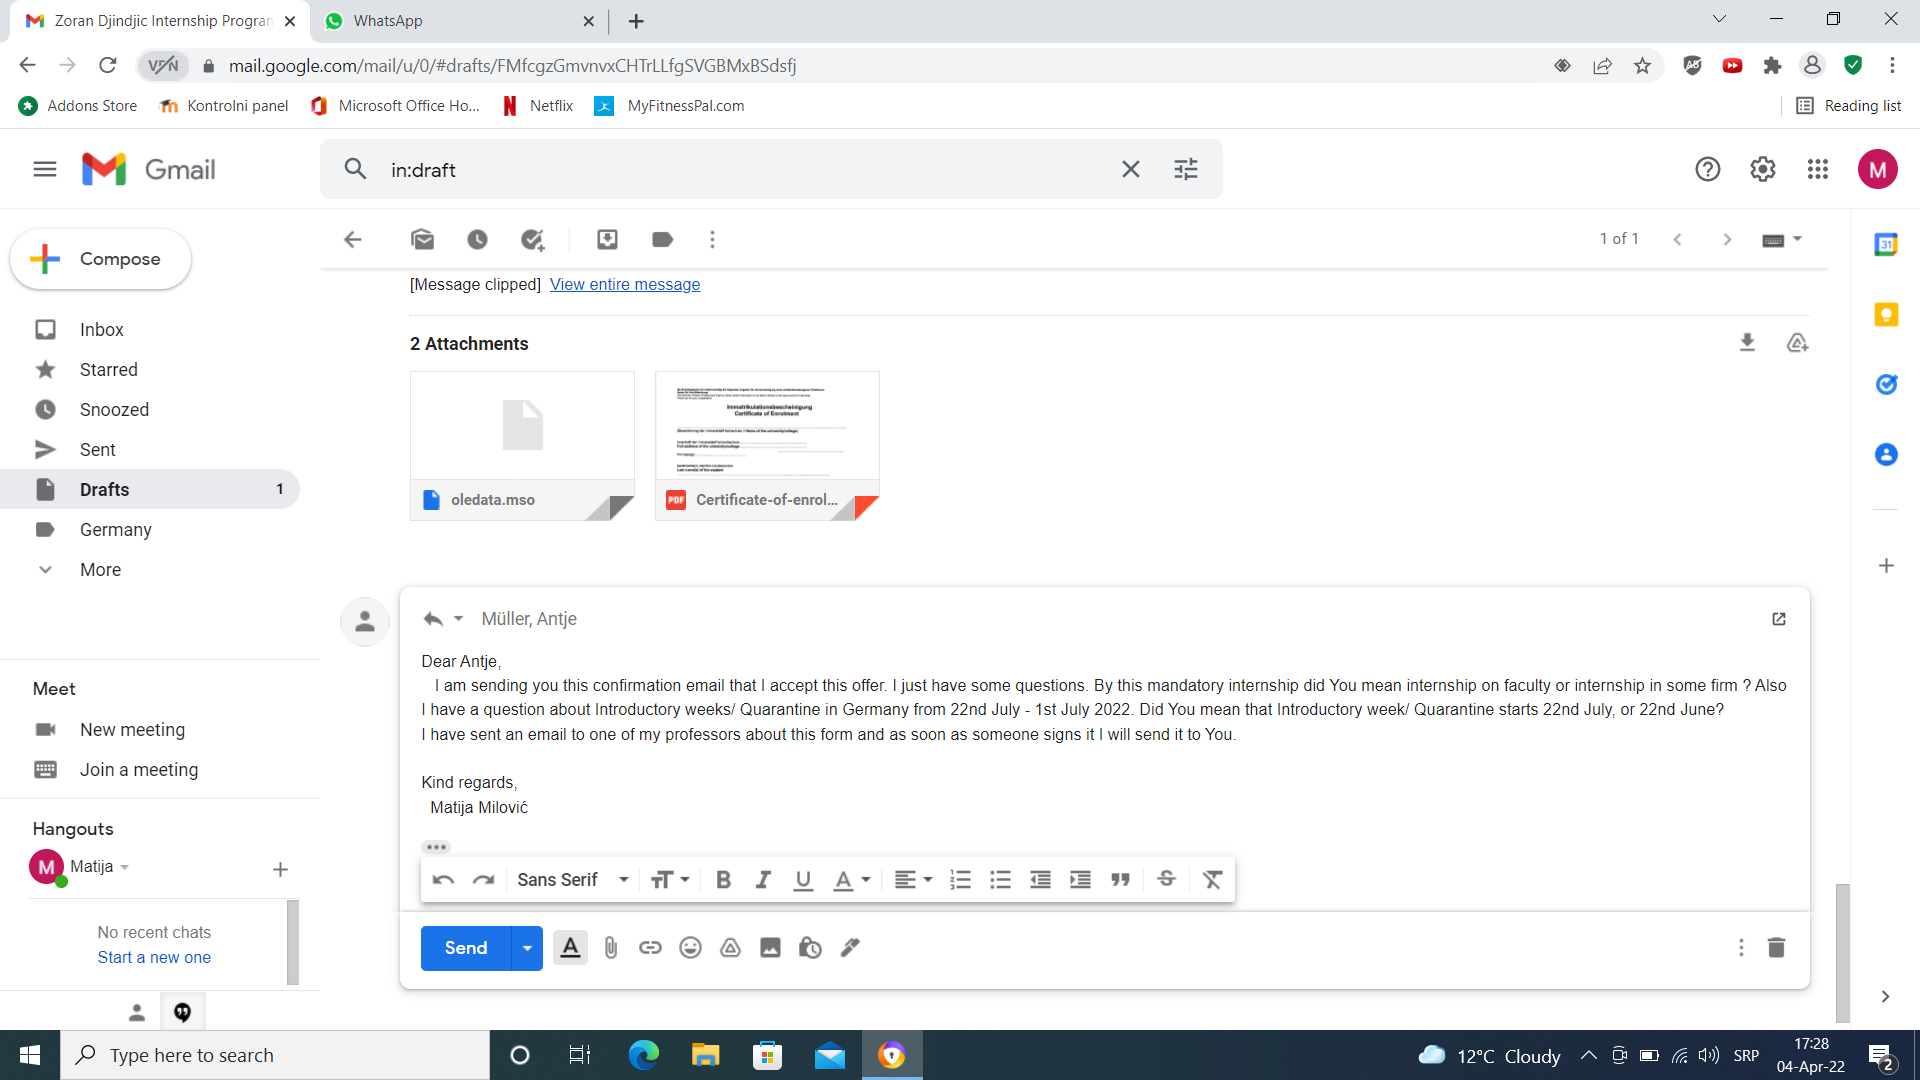 Zoran Djindjic Internship Progran
WhatsApp
VPN
mail.google.com/mail/u/0/#drafts/FMfcgzGmvnvxCHTrLLfgSVGBMxBSdsfj
Addons Store
Kontrolni panel
Microsoft Office Ho...
Netflix
MyFitnessPal.com
Reading list
Gmail
in:draft
M
Compose
1 of 1
31
[Message clipped] View entire message
Inbox
Starred
Snoozed
Sent
Drafts 1
Germany
More
2 Attachments
Immatrikulationsbescheinigung
Certificate of Enrolment
oledata.mso
PDF Certificate-of-enrol...
Müller, Antje
Dear Antje,
I am sending you this confirmation email that I accept this offer. I just have some questions. By this mandatory internship did You mean internship on faculty or internship in some firm ? Also
I have a question about Introductory weeks/ Quarantine in Germany from 22nd July - 1st July 2022. Did You mean that Introductory week/ Quarantine starts 22nd July, or 22nd June?
I have sent an email to one of my professors about this form and as soon as someone signs it I will send it to You.
Kind regards,
Matija Milović
Meet
New meeting
Join a meeting
Hangouts
M Matija
No recent chats
Start a new one
Sans Serif
Send
Type here to search
12°C Cloudy
SRP
17:28
04-Apr-22
2